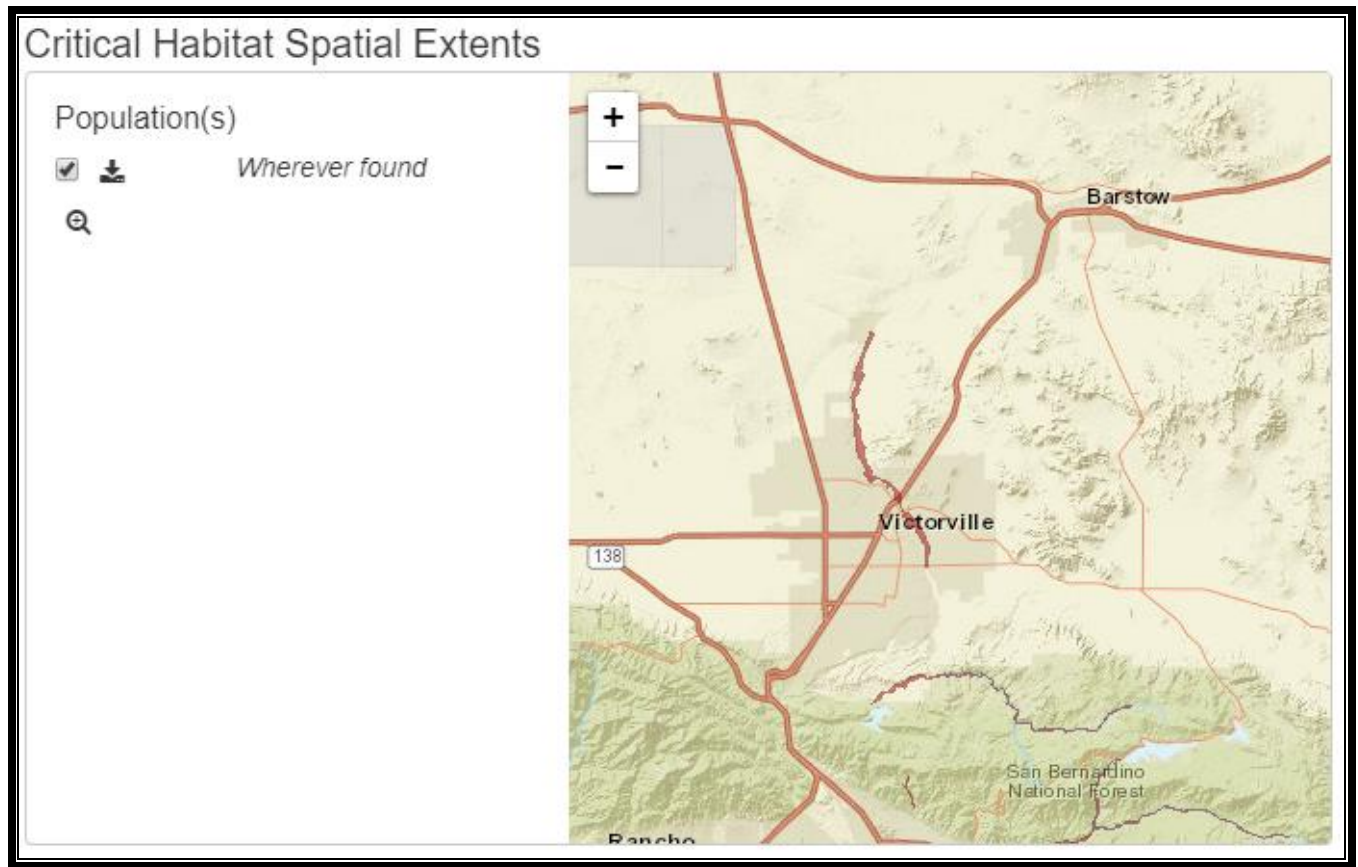 Critical Habitat Spatial Extents
Population(s)
Wherever found
+
-
Barstow
Victorville
138
San Bernardino
National Forest
Rancho